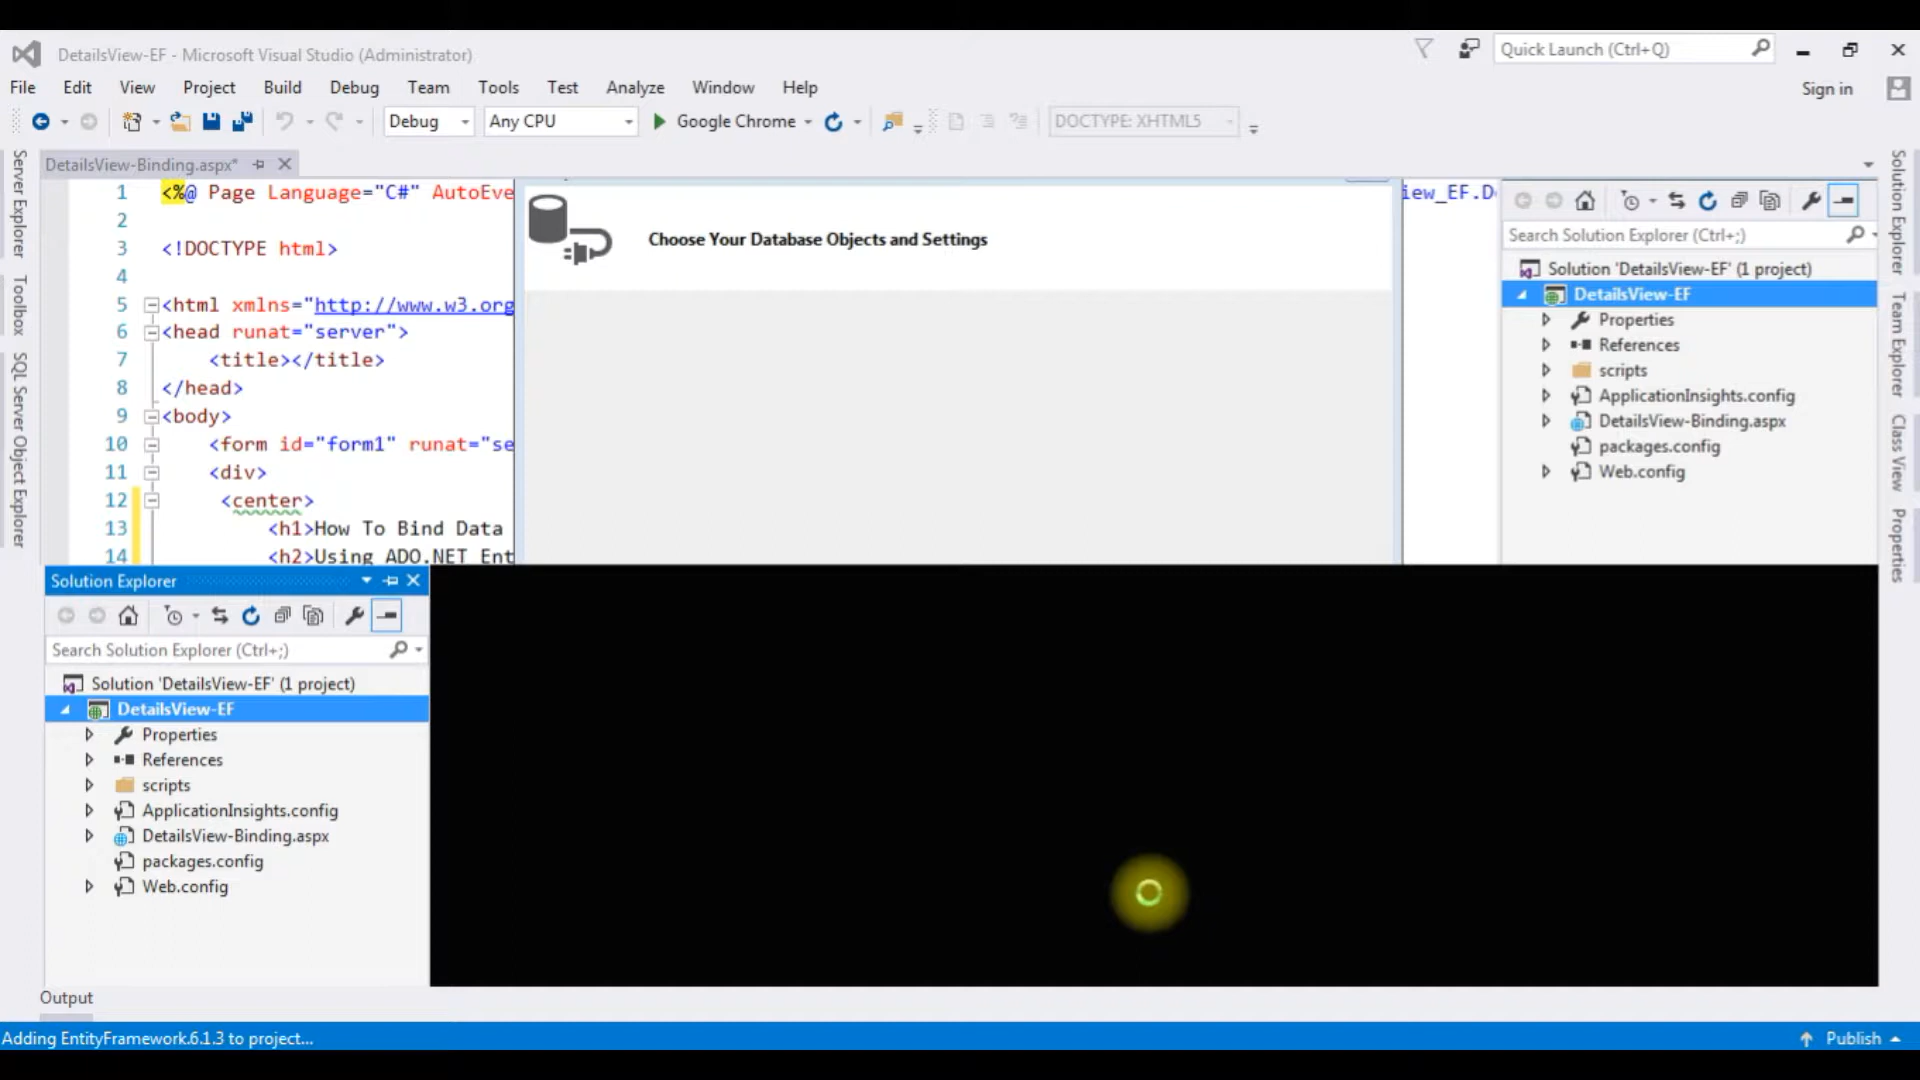 DetailsView-EF - Microsoft Visual Studio (Administrator)
Quick Launch (Ctrl+Q)
File Edit View Project Build Debug Team Tools Test Analyze Window Help
Sign in
Debug Any CPU Google Chrome DOCTYPE: XHTML5
DetailsView-Binding.aspx*
Server Explorer
Toolbox
SQL Server Object Explorer
1 <%@ Page Language="C#" AutoEve
2
3 <!DOCTYPE html>
4
5 <html xmlns="http://www.w3.org
6 <head runat="server">
7 <title></title>
8 </head>
9 <body>
10 <form id="form1" runat="se
11 <div>
12 <center>
13 <h1>How To Bind Data
14 <h2>Using ADO.NET Ent
Choose Your Database Objects and Settings
iew_EF.D
Search Solution Explorer (Ctrl+;)
Solution 'DetailsView-EF' (1 project)
DetailsView-EF
Properties
References
scripts
ApplicationInsights.config
DetailsView-Binding.aspx
packages.config
Web.config
Solution Explorer
Team Explorer
Class View
Properties
Solution Explorer
Search Solution Explorer (Ctrl+;)
Solution 'DetailsView-EF' (1 project)
DetailsView-EF
Properties
References
scripts
ApplicationInsights.config
DetailsView-Binding.aspx
packages.config
Web.config
Output
Adding EntityFramework.6.1.3 to project...
Publish